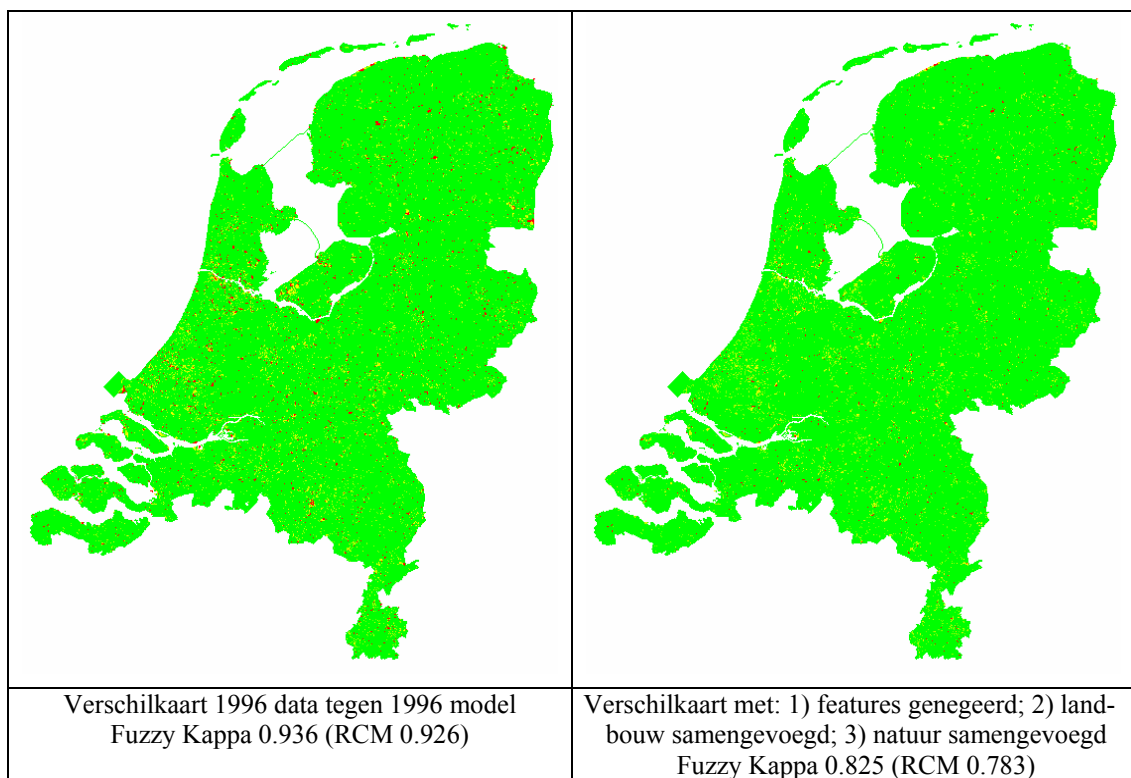 Verschilkaart 1996 data tegen 1996 model
Fuzzy Kappa 0.936 (RCM 0.926)
Verschilkaart met: 1) features genegeerd; 2) land-
bouw samengevoegd; 3) natuur samengevoegd
Fuzzy Kappa 0.825 (RCM 0.783)